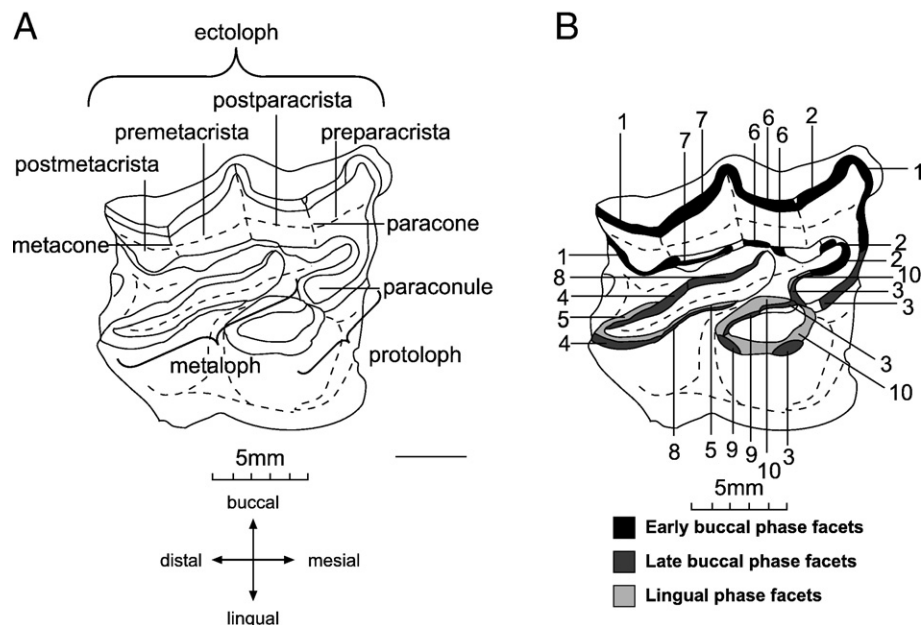 A
ectoloph
postparacrista
premetacrista
preparacrista
postmetacrista
paracone
metacone
paraconule
metaloph
protoloph
5mm
buccal
distal
mesial
lingual
B
7
6
2
1
7
6
1
1
2
2
8
10
4
3
5
3
4
3
10
8
5
9
9
10
3
5mm
Early buccal phase facets
Late buccal phase facets
Lingual phase facets